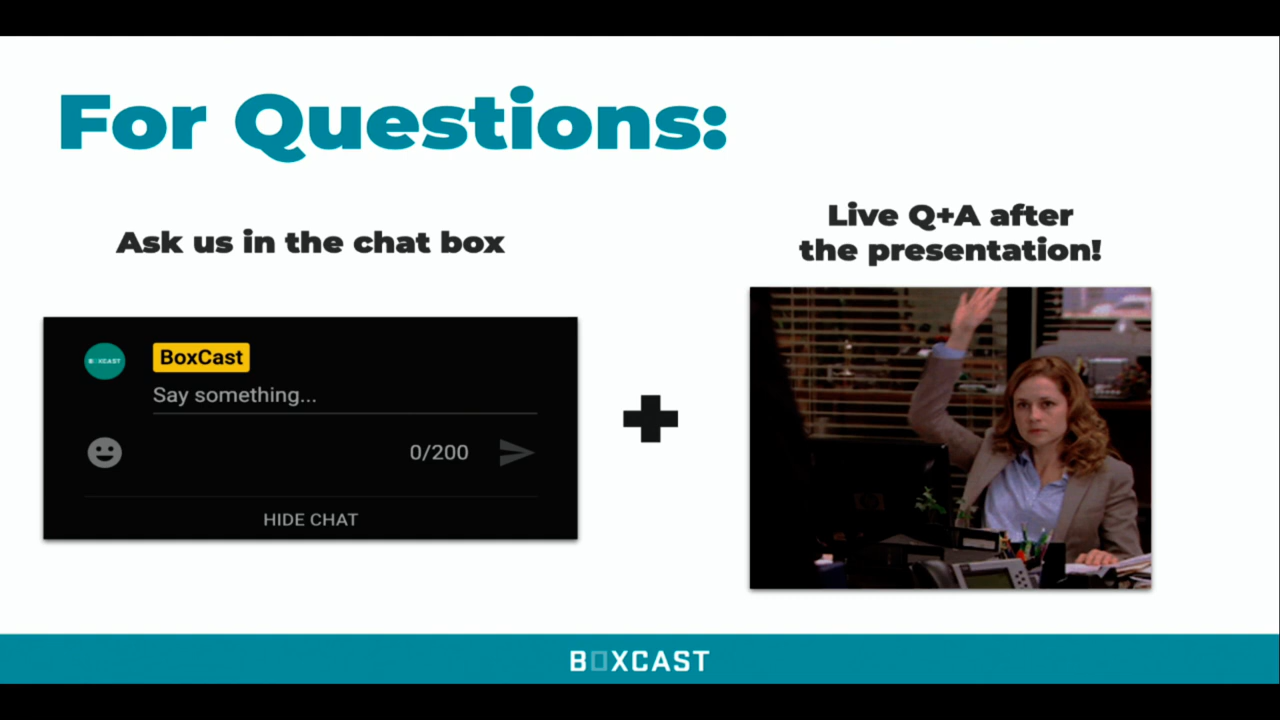 For Questions:
Ask us in the chat box
Live Q+A after
the presentation!
BOXCAST
BoxCast
Say something...
0/200
HIDE CHAT
BOXCAST